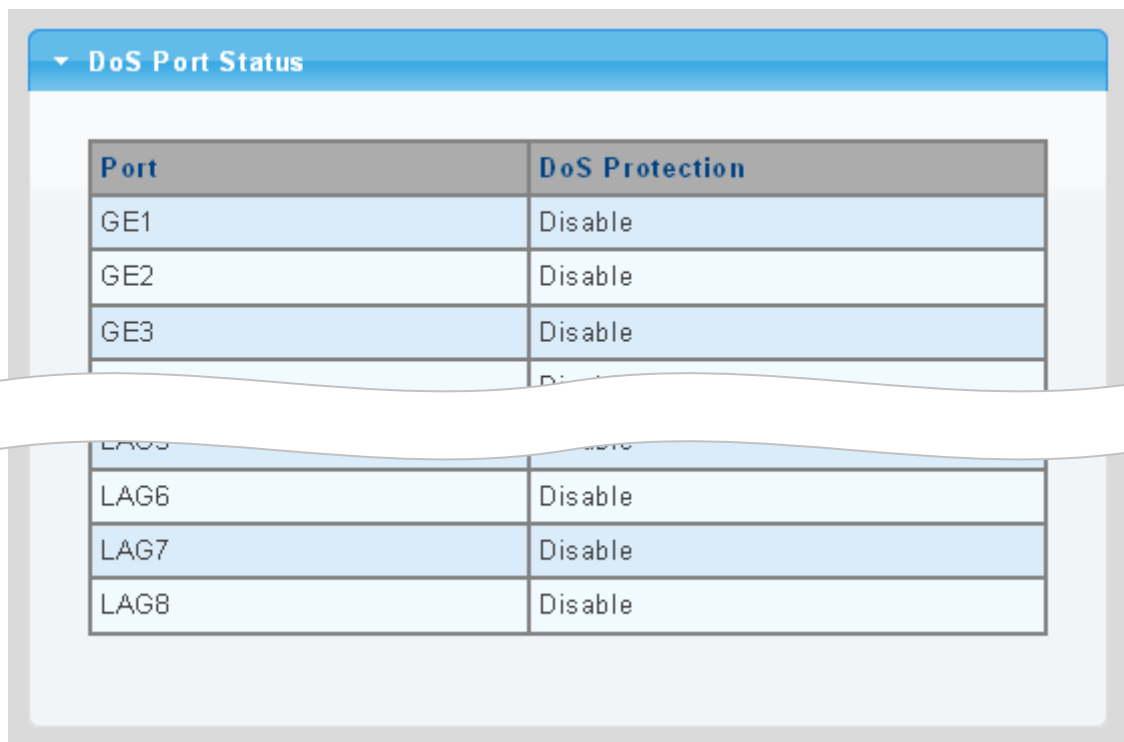 DoS Port Status
Port DoS Protection
GE1 Disable
GE2 Disable
GE3 Disable
LAG6 Disable
LAG7 Disable
LAG8 Disable